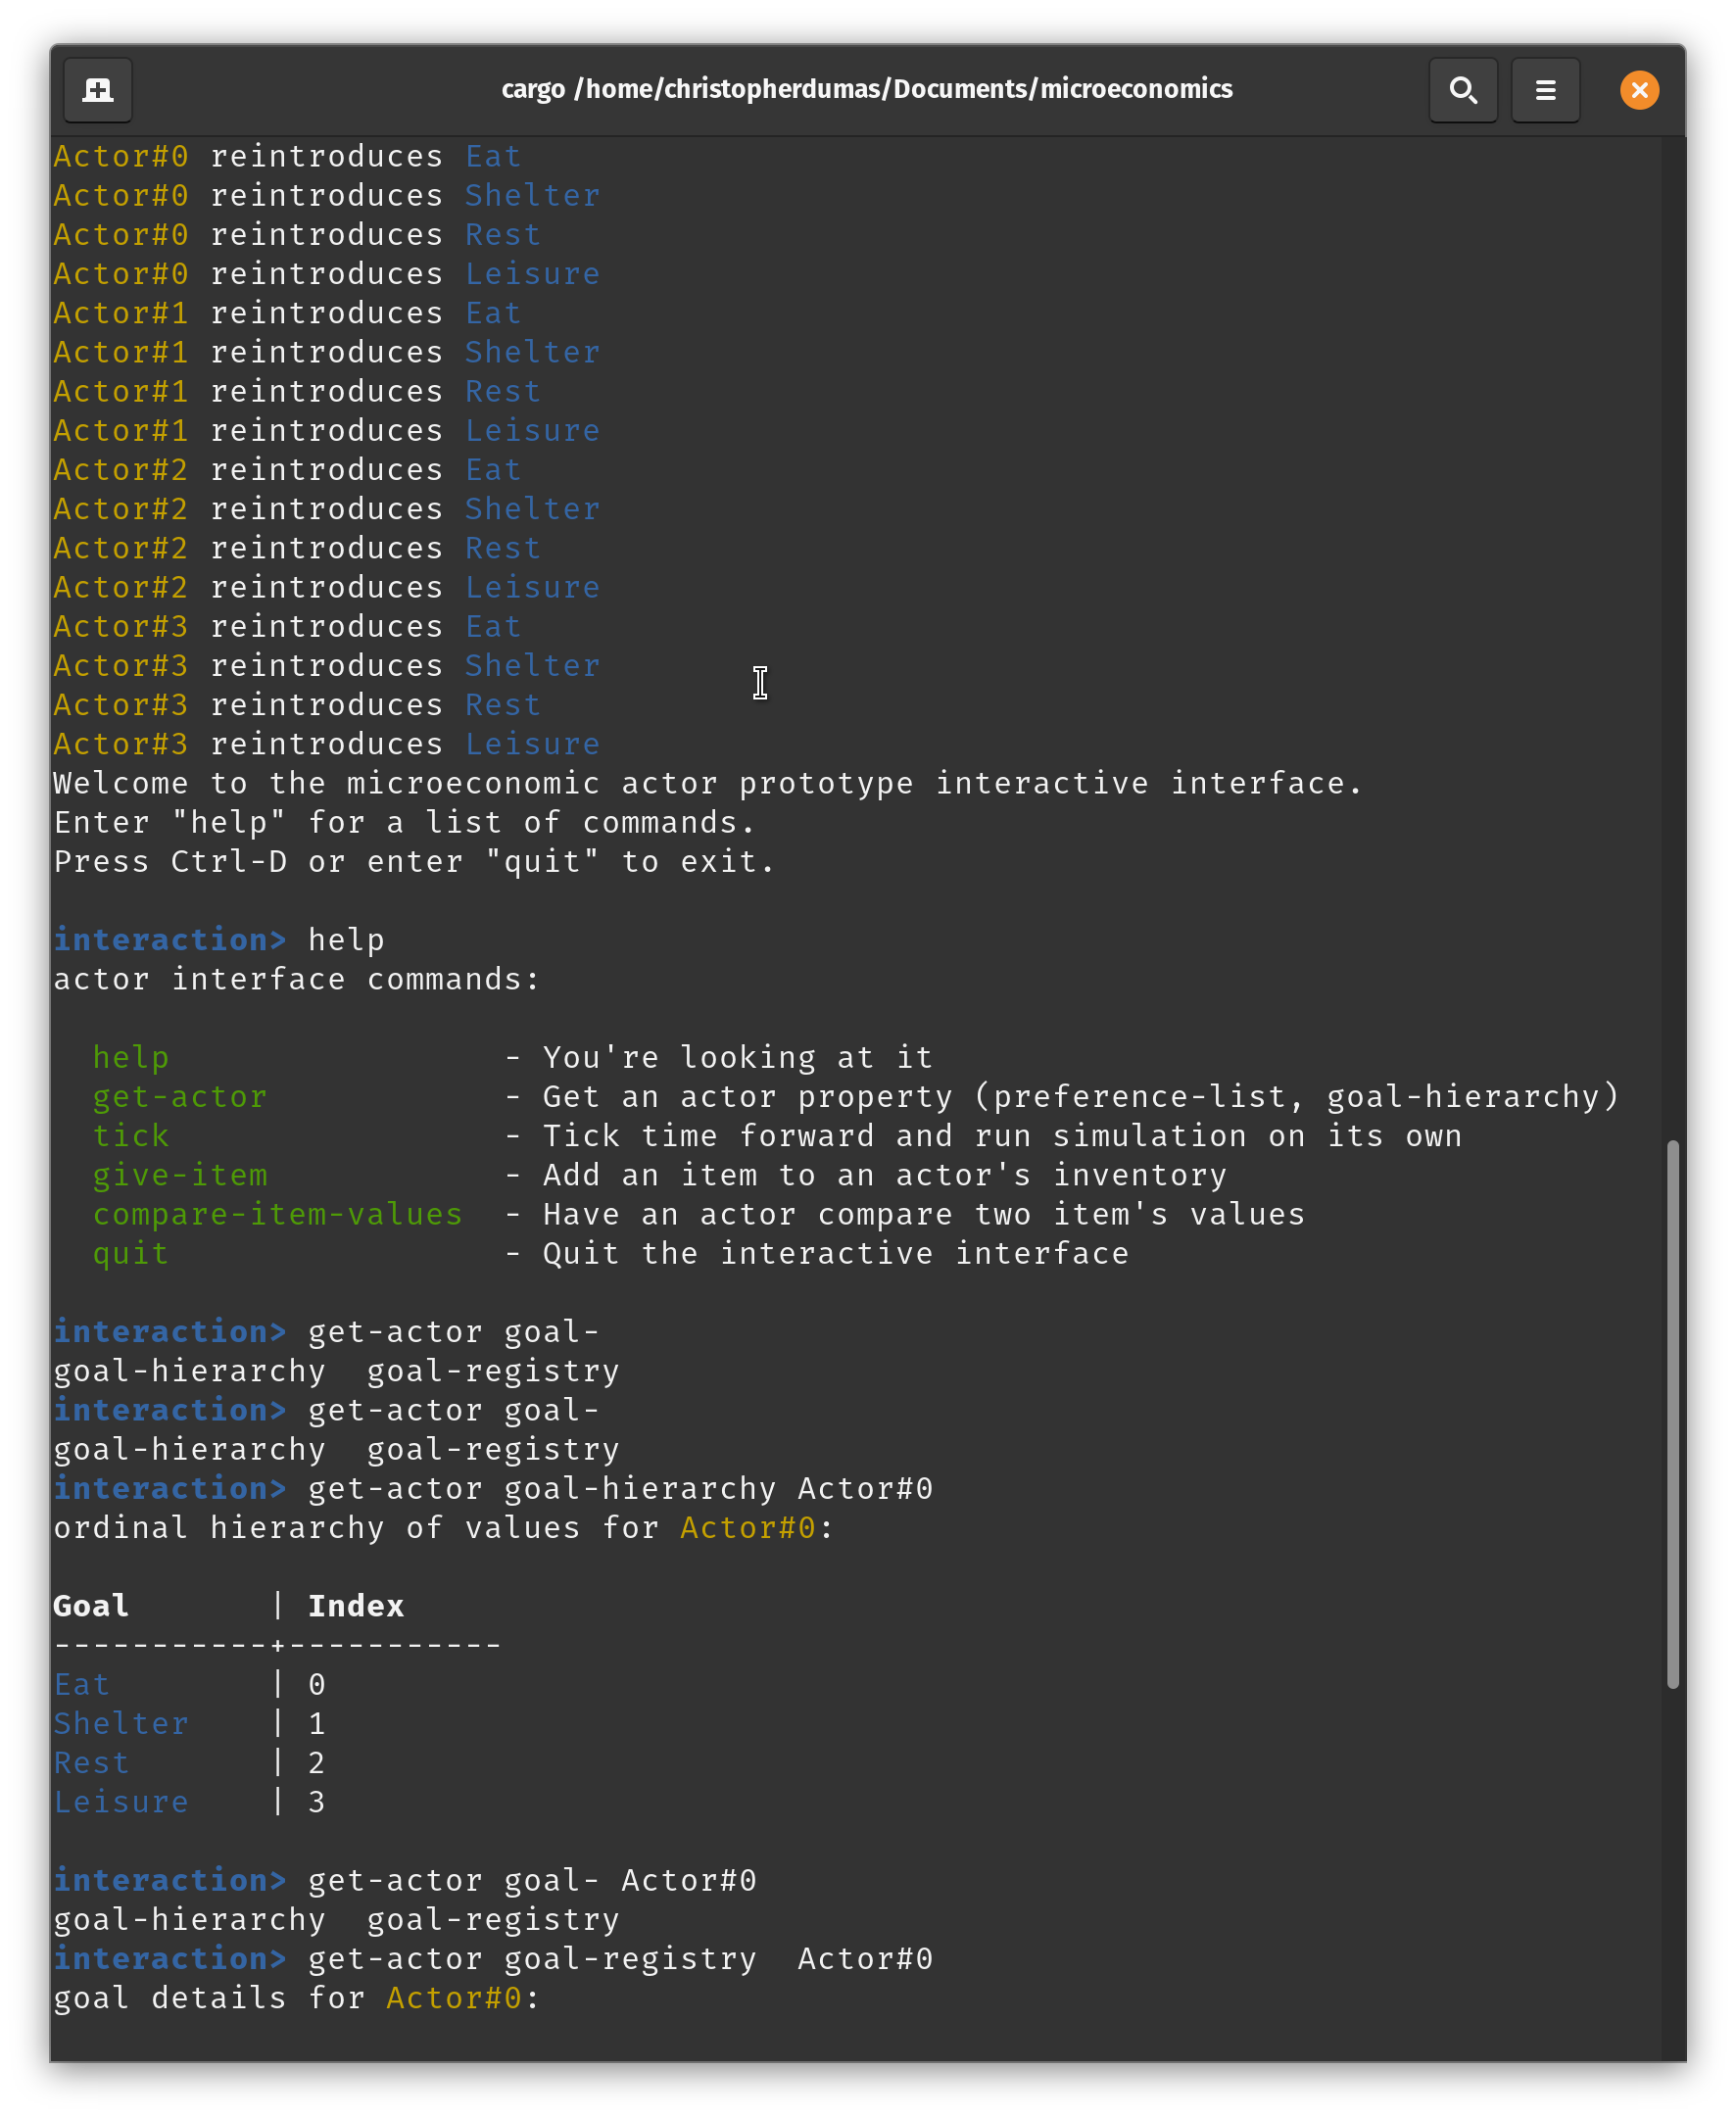 cargo /home/christopherdumas/Documents/microeconomics
Actor#0 reintroduces Eat
Actor#0 reintroduces Shelter
Actor#0 reintroduces Rest
Actor#0 reintroduces Leisure
Actor#1 reintroduces Eat
Actor#1 reintroduces Shelter
Actor#1 reintroduces Rest
Actor#1 reintroduces Leisure
Actor#2 reintroduces Eat
Actor#2 reintroduces Shelter
Actor#2 reintroduces Rest
Actor#2 reintroduces Leisure
Actor#3 reintroduces Eat
Actor#3 reintroduces Shelter
Actor#3 reintroduces Rest
Actor#3 reintroduces Leisure
Welcome to the microeconomic actor prototype interactive interface.
Enter "help" for a list of commands.
Press Ctrl-D or enter "quit" to exit.

interaction> help
actor interface commands:

  help                 - You're looking at it
  get-actor            - Get an actor property (preference-list, goal-hierarchy)
  tick                 - Tick time forward and run simulation on its own
  give-item            - Add an item to an actor's inventory
  compare-item-values  - Have an actor compare two item's values
  quit                 - Quit the interactive interface

interaction> get-actor goal-
goal-hierarchy  goal-registry
interaction> get-actor goal-
goal-hierarchy  goal-registry
interaction> get-actor goal-hierarchy Actor#0
ordinal hierarchy of values for Actor#0:

Goal       | Index
-----------+-----------
Eat        | 0
Shelter    | 1
Rest       | 2
Leisure    | 3

interaction> get-actor goal- Actor#0
goal-hierarchy  goal-registry
interaction> get-actor goal-registry  Actor#0
goal details for Actor#0: